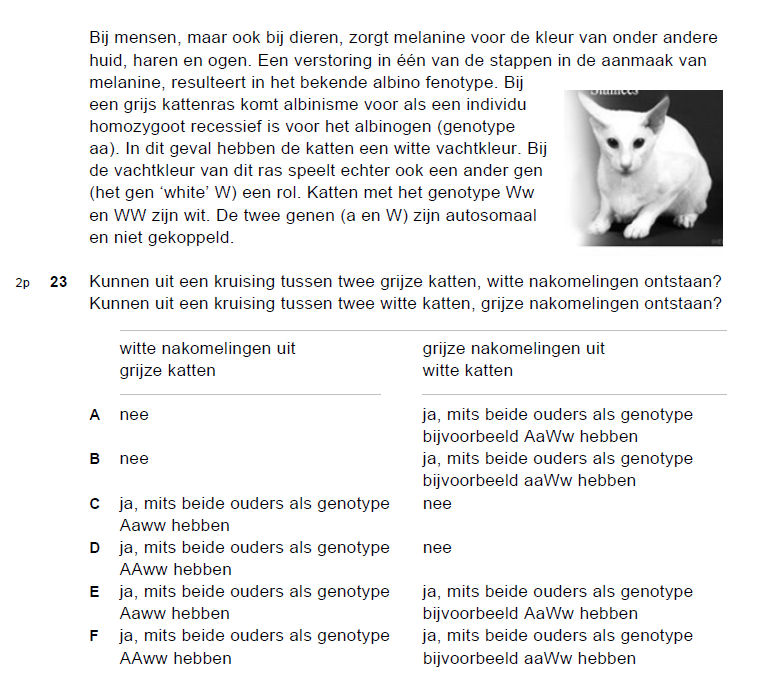 Bij mensen, maar ook bij dieren, zorgt melanine voor de kleur van onder andere
huid, haren en ogen. Een verstoring in één van de stappen in de aanmaak van
melanine, resulteert in het bekende albino fenotype. Bij
een grijs kattenras komt albinisme voor als een individu
homozygoot recessief is voor het albinogen (genotype
aa). In dit geval hebben de katten een witte vachtkleur. Bij
de vachtkleur van dit ras speelt echter ook een ander gen
(het gen ‘white’ W) een rol. Katten met het genotype Ww
en WW zijn wit. De twee genen (a en W) zijn autosomaal
en niet gekoppeld.
2p 23 Kunnen uit een kruising tussen twee grijze katten, witte nakomelingen ontstaan?
Kunnen uit een kruising tussen twee witte katten, grijze nakomelingen ontstaan?
witte nakomelingen uit grijze nakomelingen uit
grijze katten witte katten
A nee ja, mits beide ouders als genotype
bijvoorbeeld AaWw hebben
B nee ja, mits beide ouders als genotype
bijvoorbeeld aaWw hebben
C ja, mits beide ouders als genotype nee
Aaww hebben
D ja, mits beide ouders als genotype nee
AAww hebben
E ja, mits beide ouders als genotype ja, mits beide ouders als genotype
Aaww hebben bijvoorbeeld AaWw hebben
F ja, mits beide ouders als genotype ja, mits beide ouders als genotype
AAww hebben bijvoorbeeld aaWw hebben